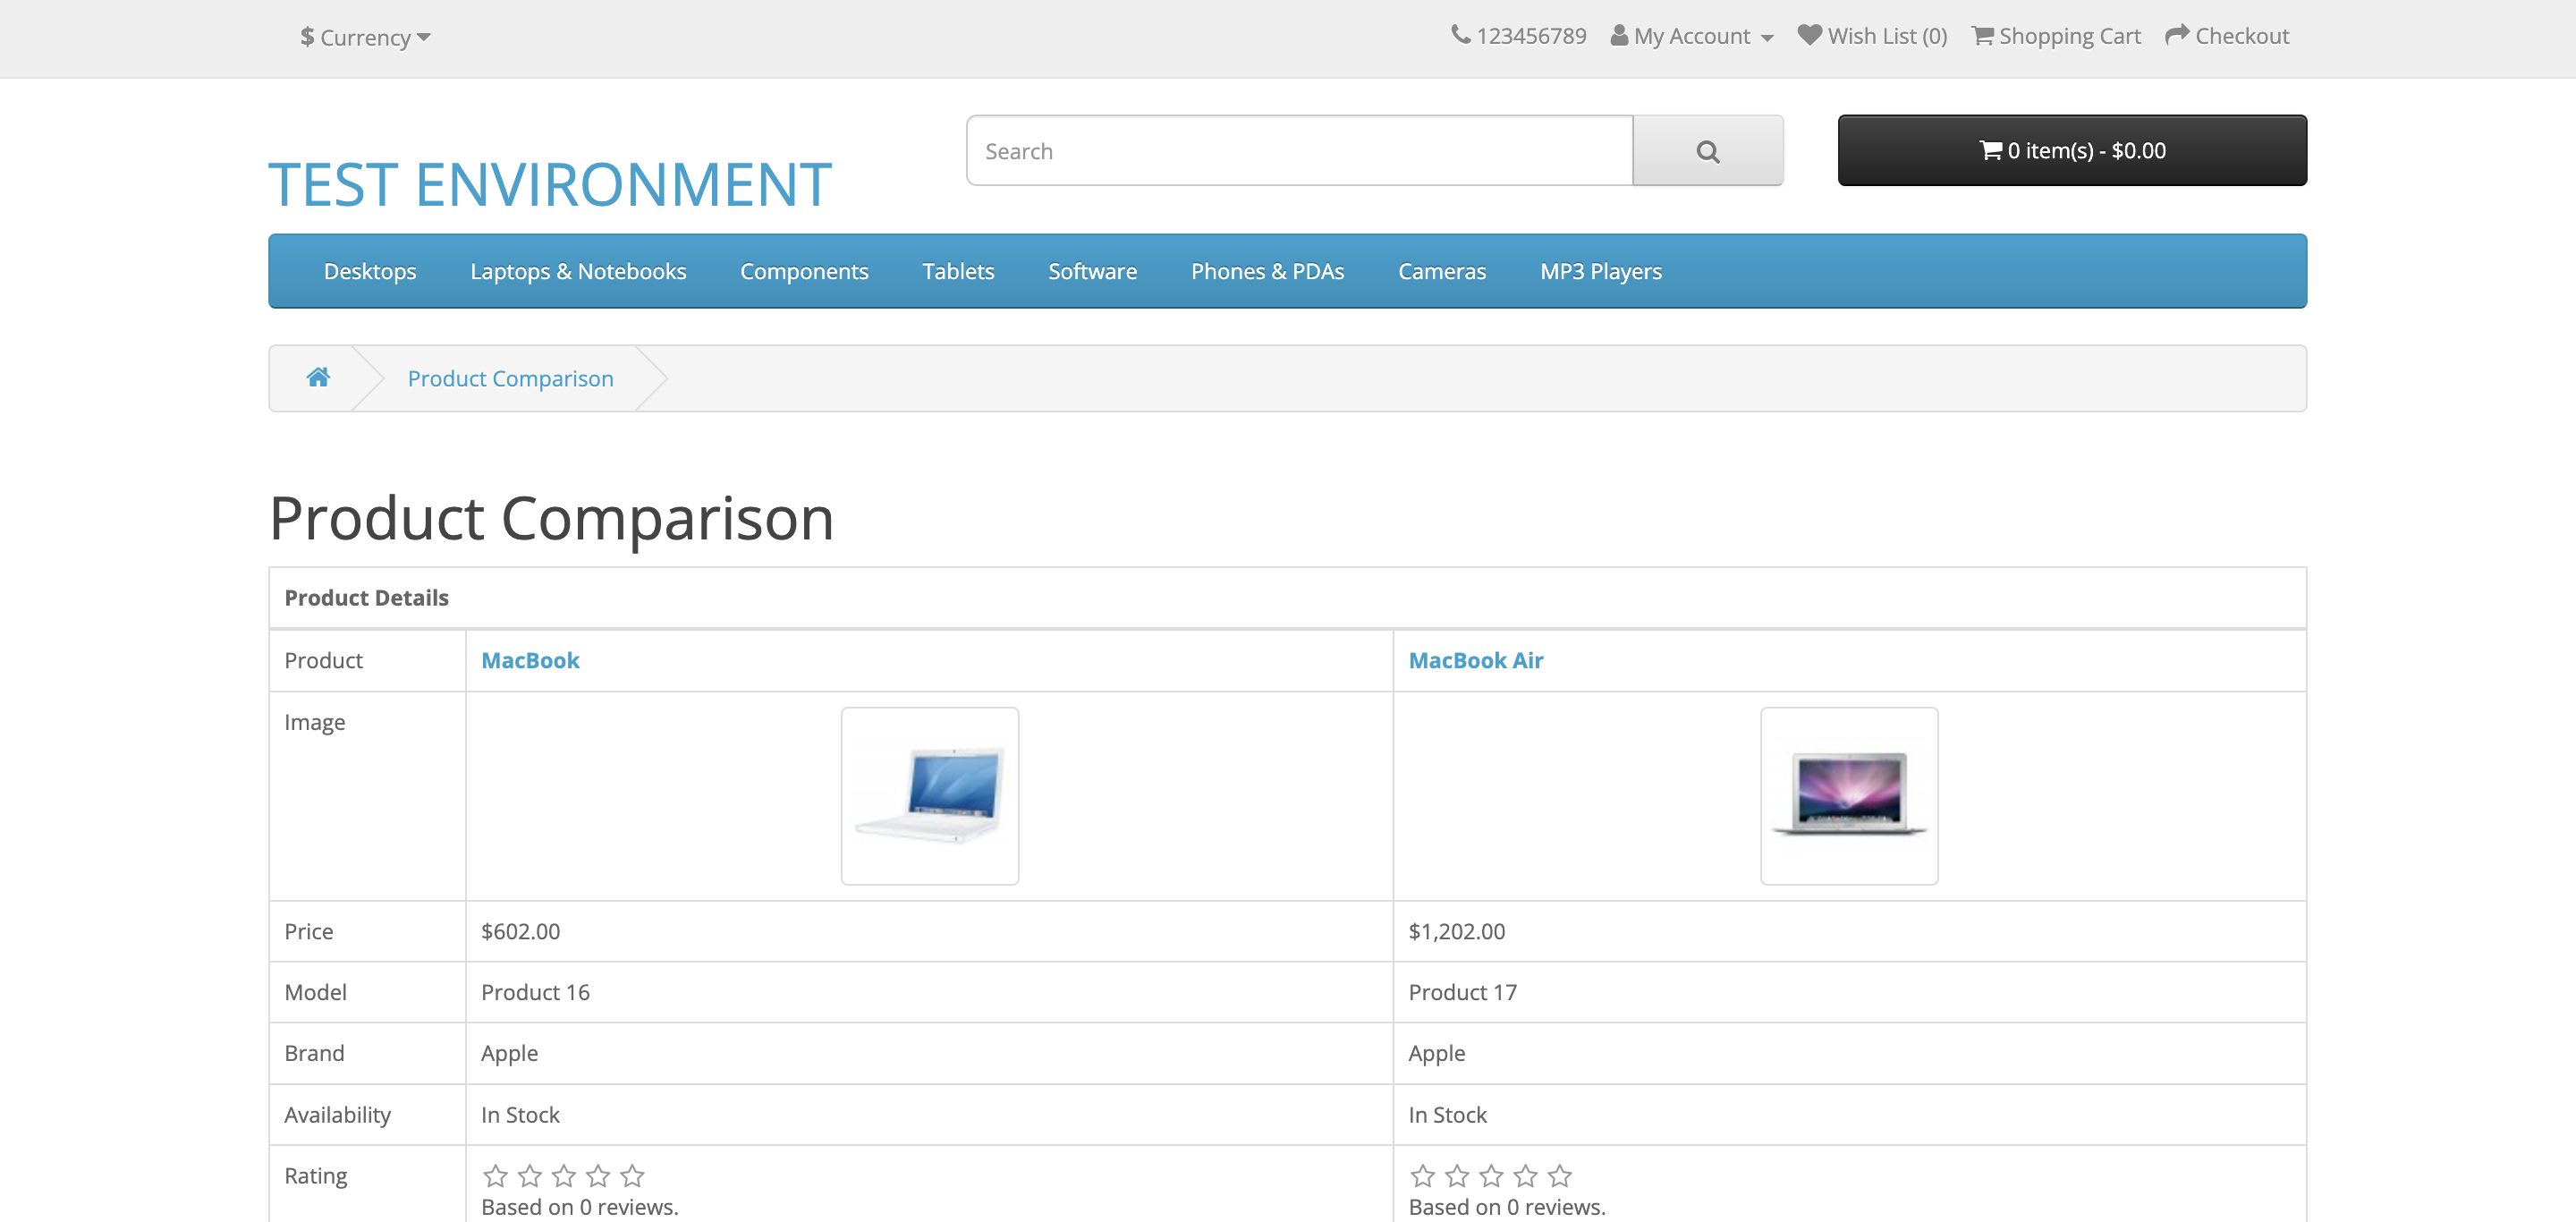 $ Currency
123456789 My Account Wish List (0) Shopping Cart Checkout
TEST ENVIRONMENT
Search
0 item(s) - $0.00
Desktops Laptops & Notebooks Components Tablets Software Phones & PDAs Cameras MP3 Players
Product Comparison
Product Comparison
Product Details
Product MacBook MacBook Air
Image
Price $602.00 $1,202.00
Model Product 16 Product 17
Brand Apple Apple
Availability In Stock In Stock
Rating
Based on 0 reviews. Based on 0 reviews.